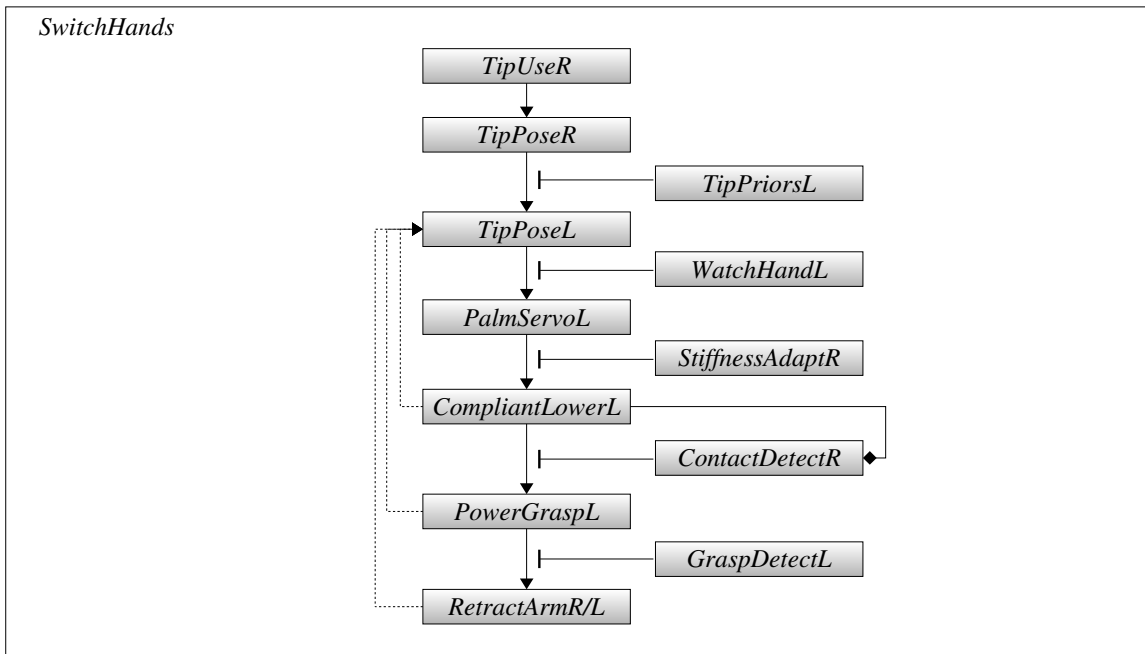 SwitchHands
TipUseR
TipPoseR
TipPriorsL
TipPoseL
WatchHandL
PalmServoL
StiffnessAdaptR
CompliantLowerL
ContactDetectR
PowerGraspL
GraspDetectL
RetractArmR/L